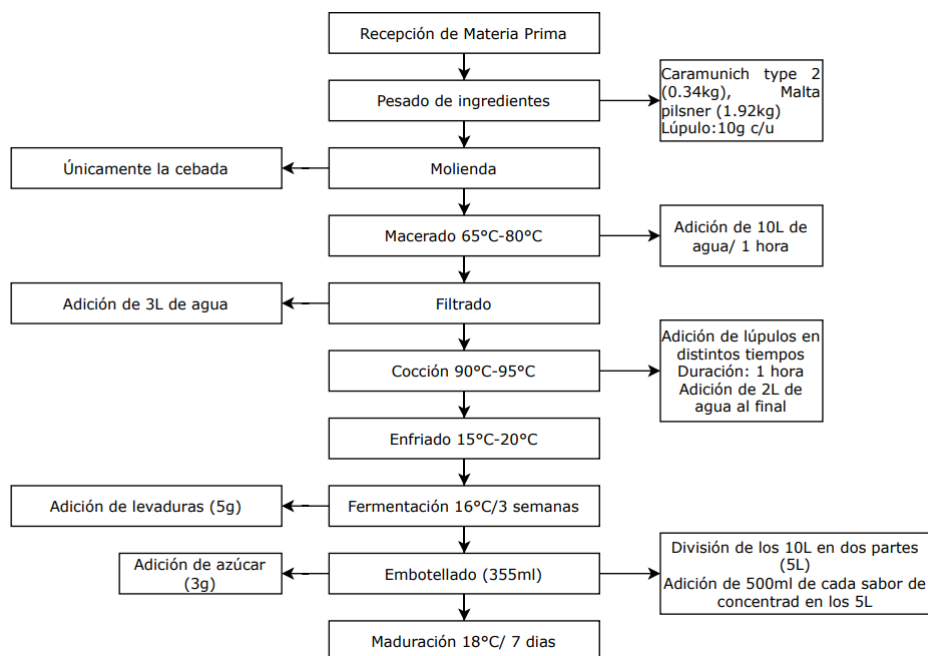 Recepción de Materia Prima
Pesado de ingredientes
Caramunich type 2
(0.34kg), Malta
pilsner (1.92kg)
Lúpulo:10g c/u
Únicamente la cebada
Molienda
Macerado 65°C-80°C
Adición de 10L de
agua/ 1 hora
Adición de 3L de agua
Filtrado
Cocción 90°C-95°C
Adición de lúpulos en
distintos tiempos
Duración: 1 hora
Adición de 2L de
agua al final
Enfriado 15°C-20°C
Adición de levaduras (5g)
Fermentación 16°C/3 semanas
Adición de azúcar
(3g)
Embotellado (355ml)
División de los 10L en dos partes
(5L)
Adición de 500ml de cada sabor de
concentrad en los 5L
Maduración 18°C/ 7 dias